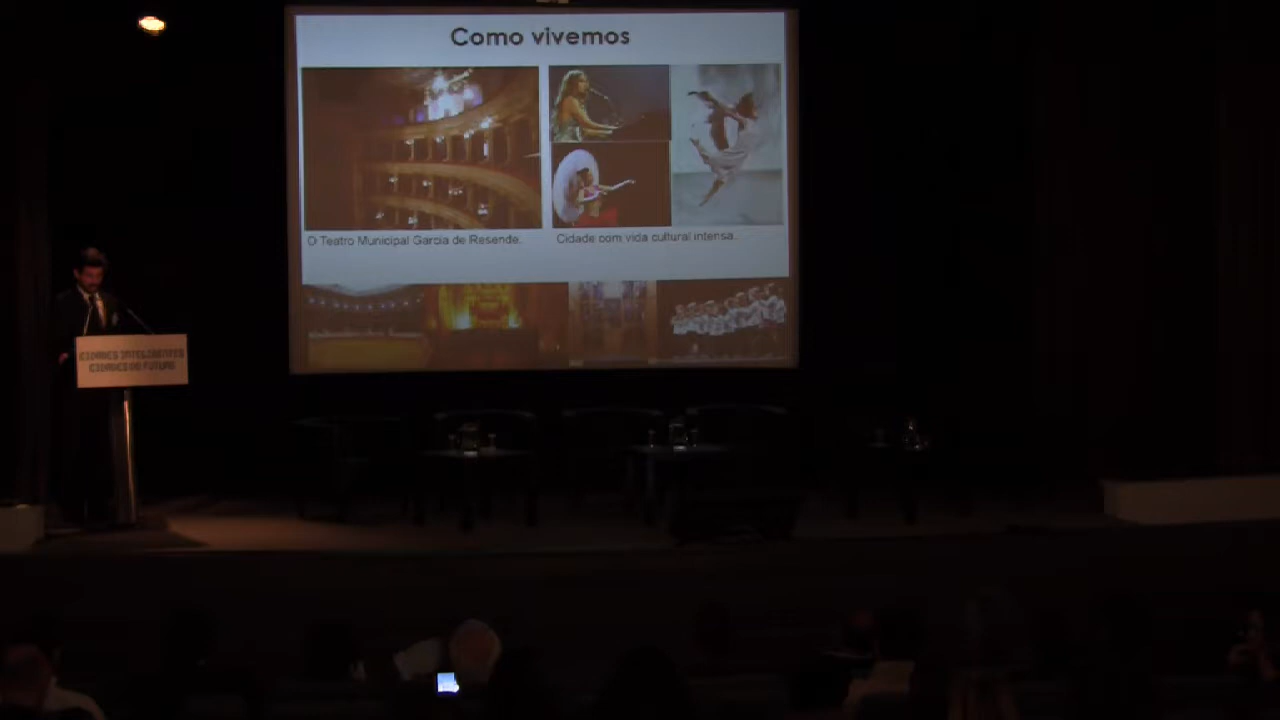 Como vivemos
O Teatro Municipal Garcia de Resende.
Cidade com vida cultural intensa.
CIDADES INTELIGENTES
CIDADES DO FUTURO